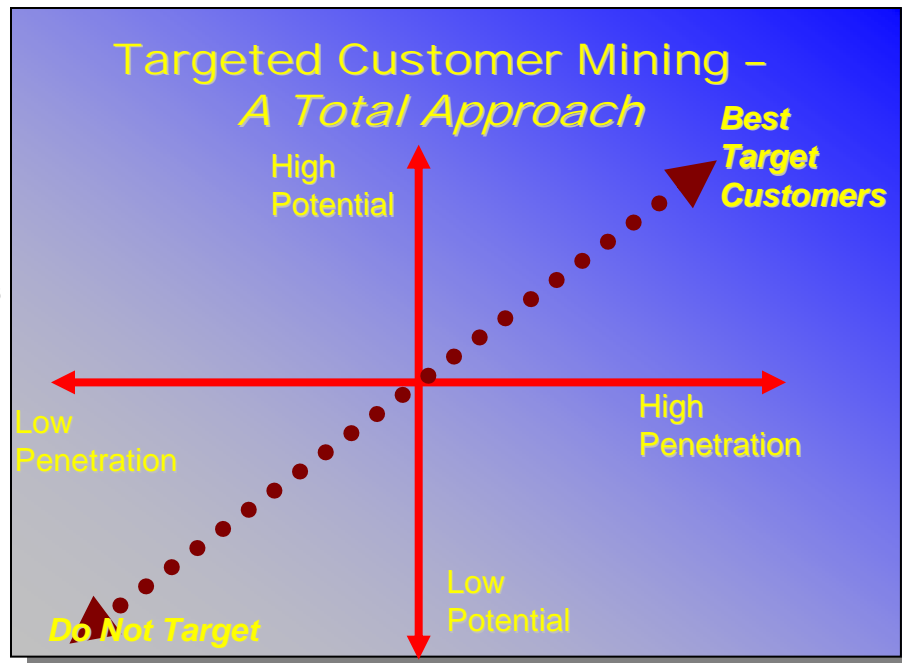 Targeted Customer Mining –
A Total Approach
Best
Target
Customers
High
Potential
Low
Penetration
High
Penetration
Low
Potential
Do Not Target